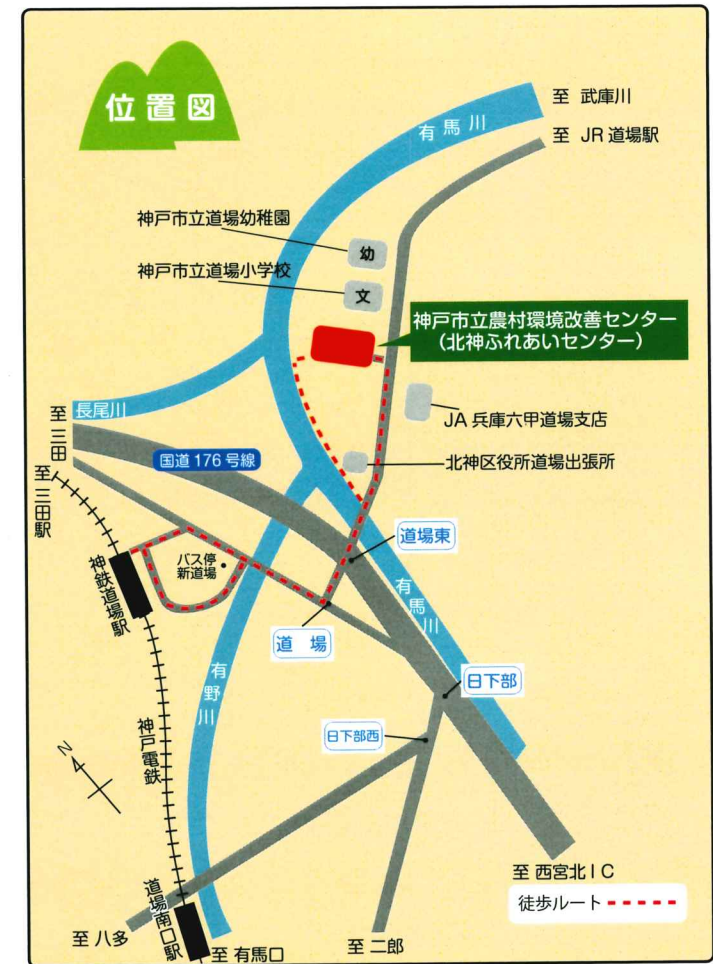 位置図
至 武庫川
有馬川
至 JR道場駅
神戸市立道場幼稚園
幼
神戸市立道場小学校
文
神戸市立農村環境改善センター
(北神ふれあいセンター)
長尾川
至 三田
JA 兵庫六甲道場支店
国道 176 号線
北神区役所道場出張所
至 三田駅
道場東
バス停
新道場
神鉄道場駅
有馬川
道 場
有野川
日下部
日下部西
N
神戸電鉄
至 西宮北IC
徒歩ルート
道場南口駅
至 八多
至 有馬口
至 二郎